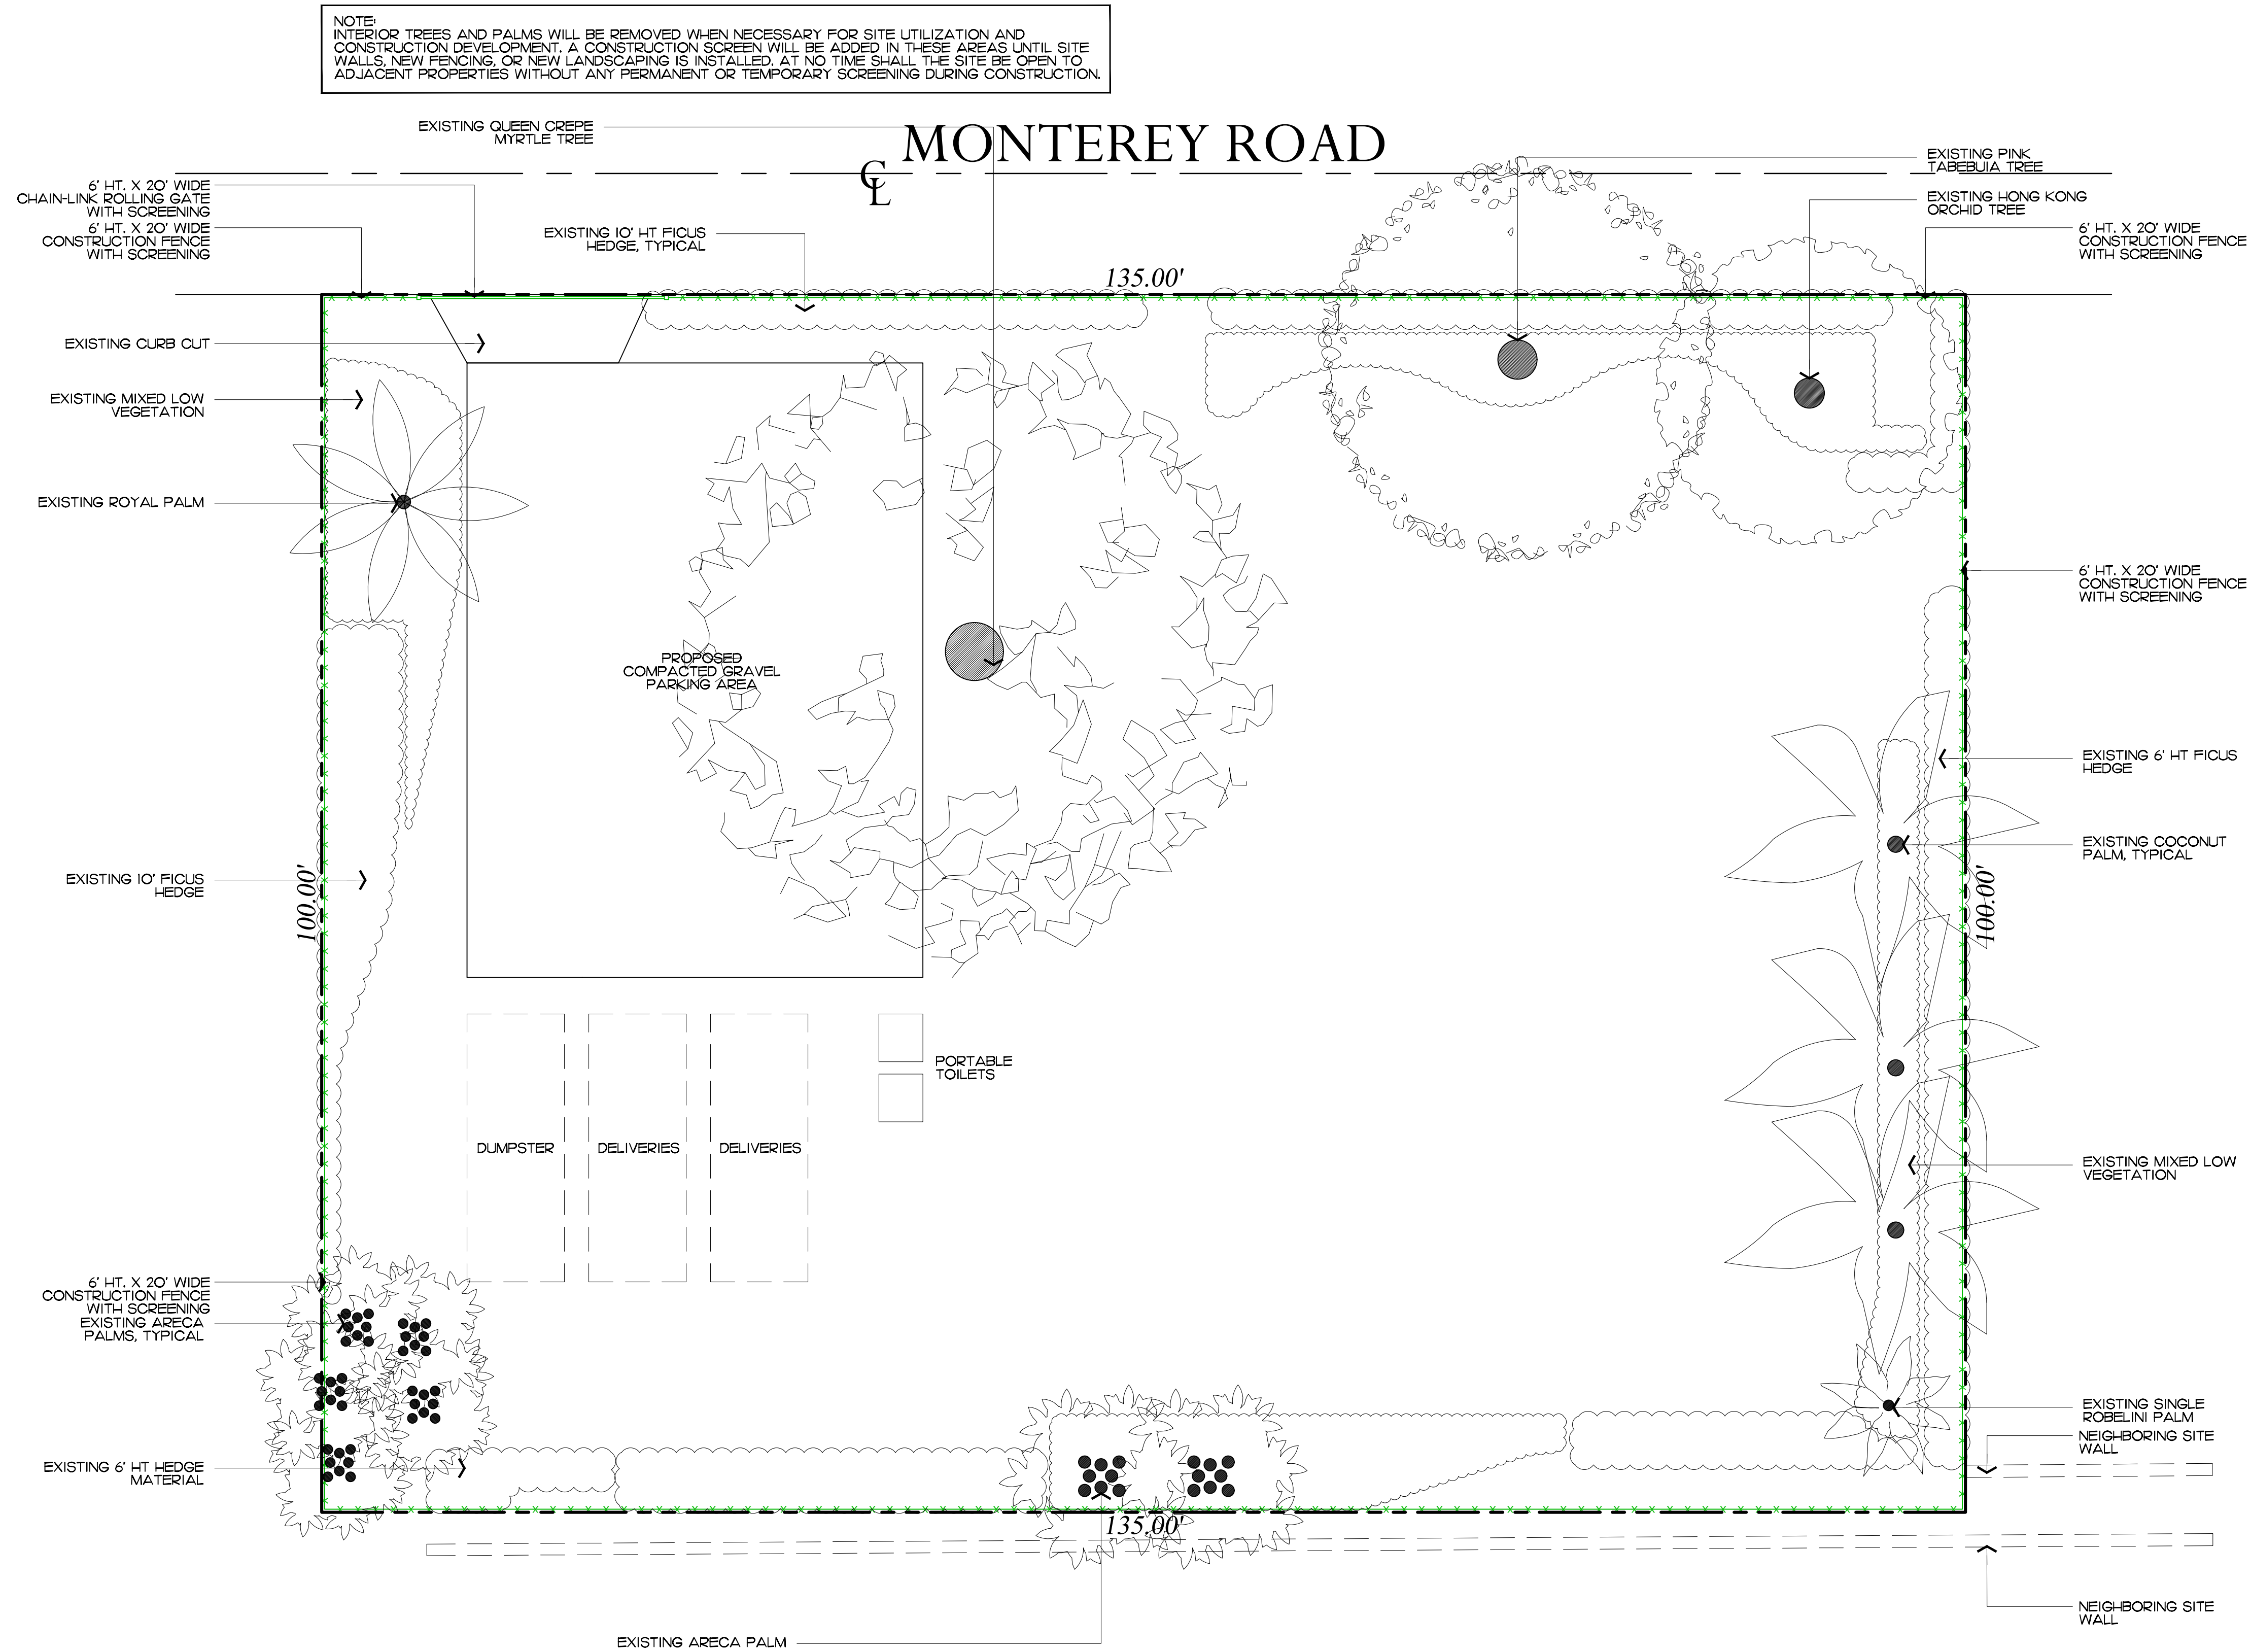 NOTE:
INTERIOR TREES AND PALMS WILL BE REMOVED WHEN NECESSARY FOR SITE UTILIZATION AND
CONSTRUCTION DEVELOPMENT. A CONSTRUCTION SCREEN WILL BE ADDED IN THESE AREAS UNTIL SITE
WALLS, NEW FENCING, OR NEW LANDSCAPING IS INSTALLED. AT NO TIME SHALL THE SITE BE OPEN TO
ADJACENT PROPERTIES WITHOUT ANY PERMANENT OR TEMPORARY SCREENING DURING CONSTRUCTION.
EXISTING QUEEN CREPE
MYRTLE TREE
MONTEREY ROAD
CL
EXISTING PINK
TABEBUIA TREE
6' HT. X 20' WIDE
CHAIN-LINK ROLLING GATE
WITH SCREENING
EXISTING HONG KONG
ORCHID TREE
6' HT. X 20' WIDE
CONSTRUCTION FENCE
WITH SCREENING
EXISTING 10' HT FICUS
HEDGE, TYPICAL
6' HT. X 20' WIDE
CONSTRUCTION FENCE
WITH SCREENING
135.00'
EXISTING CURB CUT
EXISTING MIXED LOW
VEGETATION
EXISTING ROYAL PALM
6' HT. X 20' WIDE
CONSTRUCTION FENCE
WITH SCREENING
PROPOSED
COMPACTED GRAVEL
PARKING AREA
EXISTING 6' HT FICUS
HEDGE
EXISTING COCONUT
PALM, TYPICAL
EXISTING 10' FICUS
HEDGE
100.00'
100.00'
PORTABLE
TOILETS
DUMPSTER
DELIVERIES
DELIVERIES
EXISTING MIXED LOW
VEGETATION
6' HT. X 20' WIDE
CONSTRUCTION FENCE
WITH SCREENING
EXISTING ARECA
PALMS, TYPICAL
EXISTING SINGLE
ROBELINI PALM
NEIGHBORING SITE
WALL
EXISTING 6' HT HEDGE
MATERIAL
135.00'
NEIGHBORING SITE
WALL
EXISTING ARECA PALM